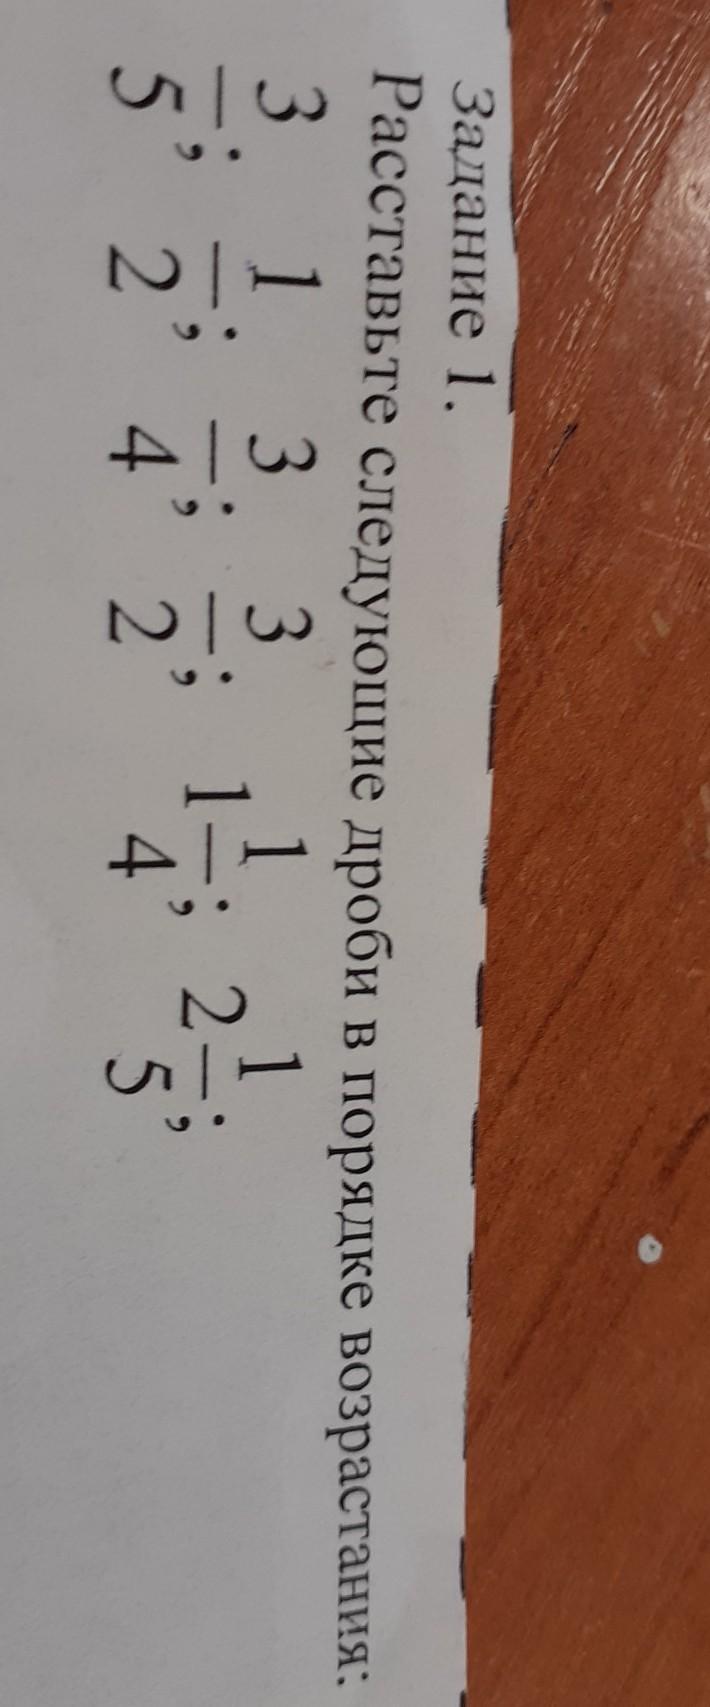 Задание 1.
Расставьте следующие дроби в порядке возрастания:
3/5; 1/2; 3/4; 3/2; 1 1/4; 2 1/5;